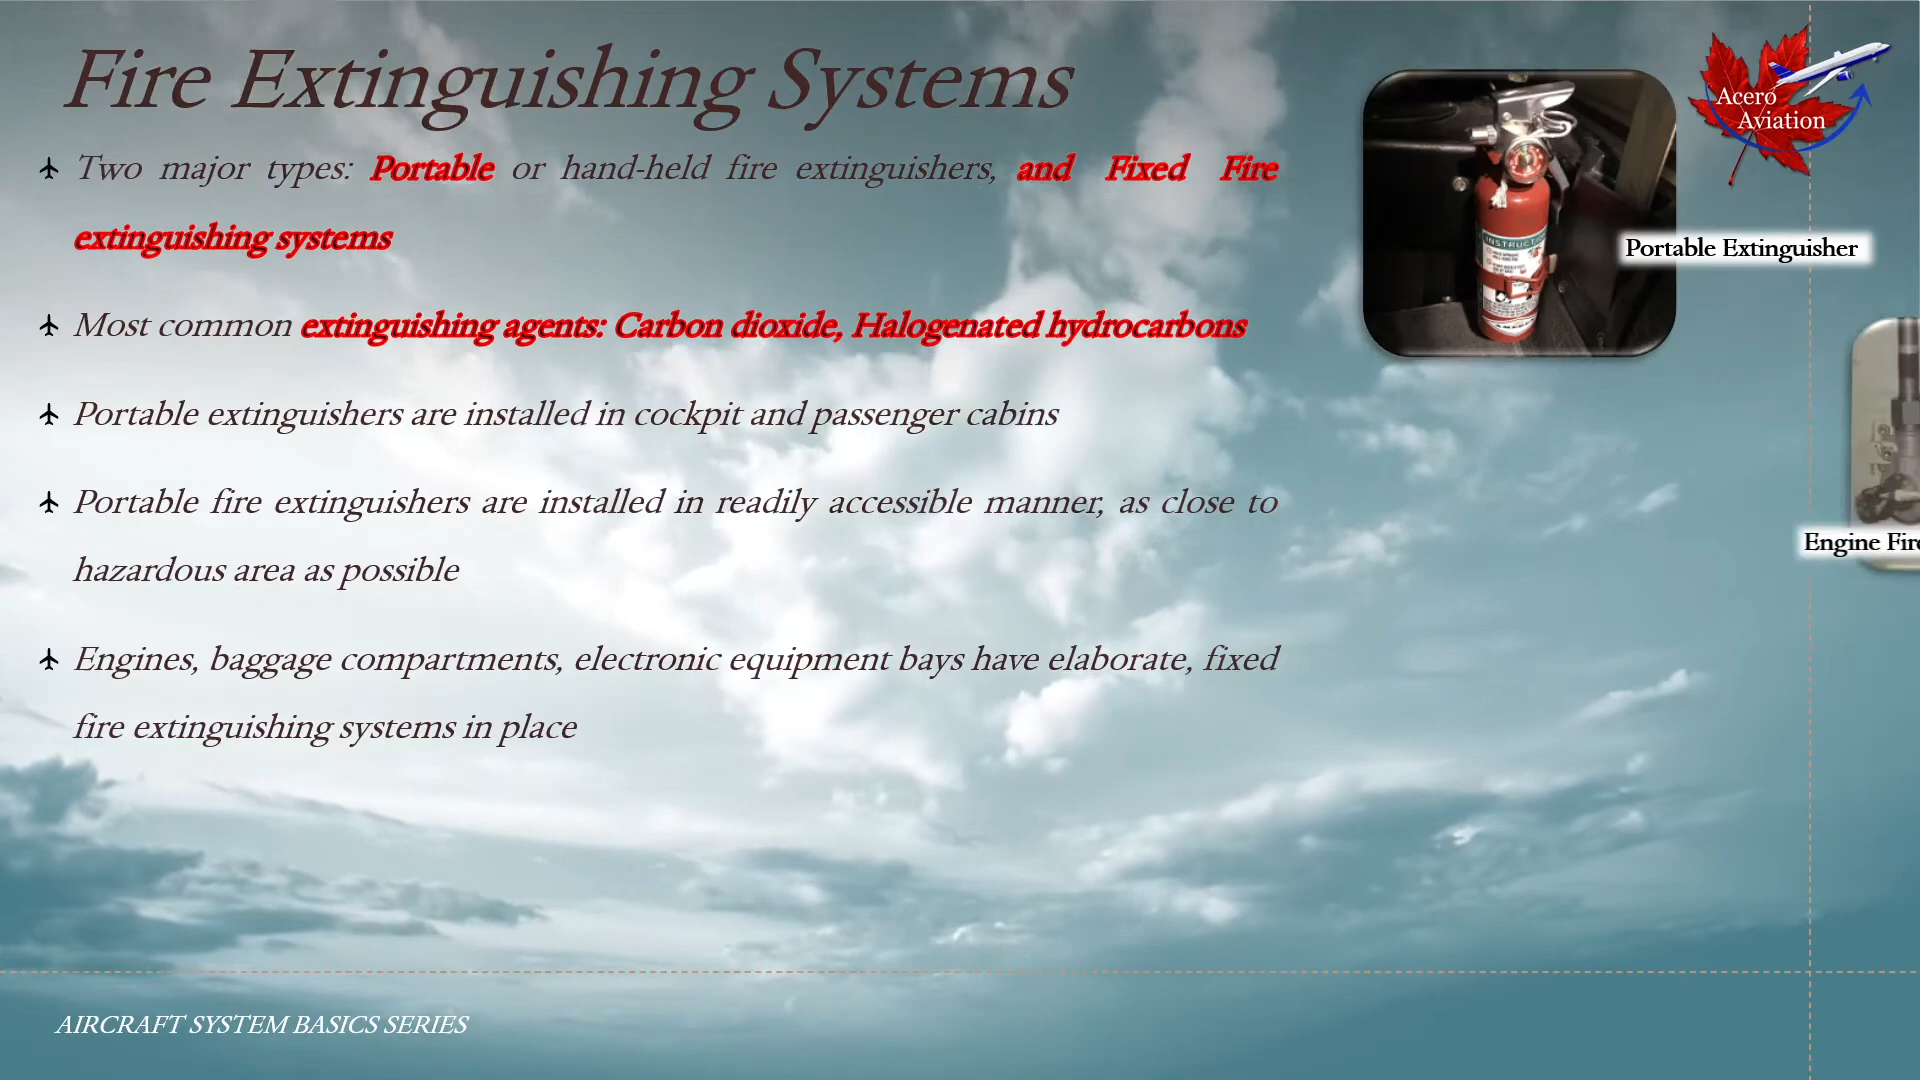 Fire Extinguishing Systems
Two major types: Portable or hand-held fire extinguishers, and Fixed Fire
extinguishing systems
Most common extinguishing agents: Carbon dioxide, Halogenated hydrocarbons
Portable extinguishers are installed in cockpit and passenger cabins
Portable fire extinguishers are installed in readily accessible manner, as close to
hazardous area as possible
Engines, baggage compartments, electronic equipment bays have elaborate, fixed
fire extinguishing systems in place
Acero
Aviation
Portable Extinguisher
Engine Fire
AIRCRAFT SYSTEM BASICS SERIES